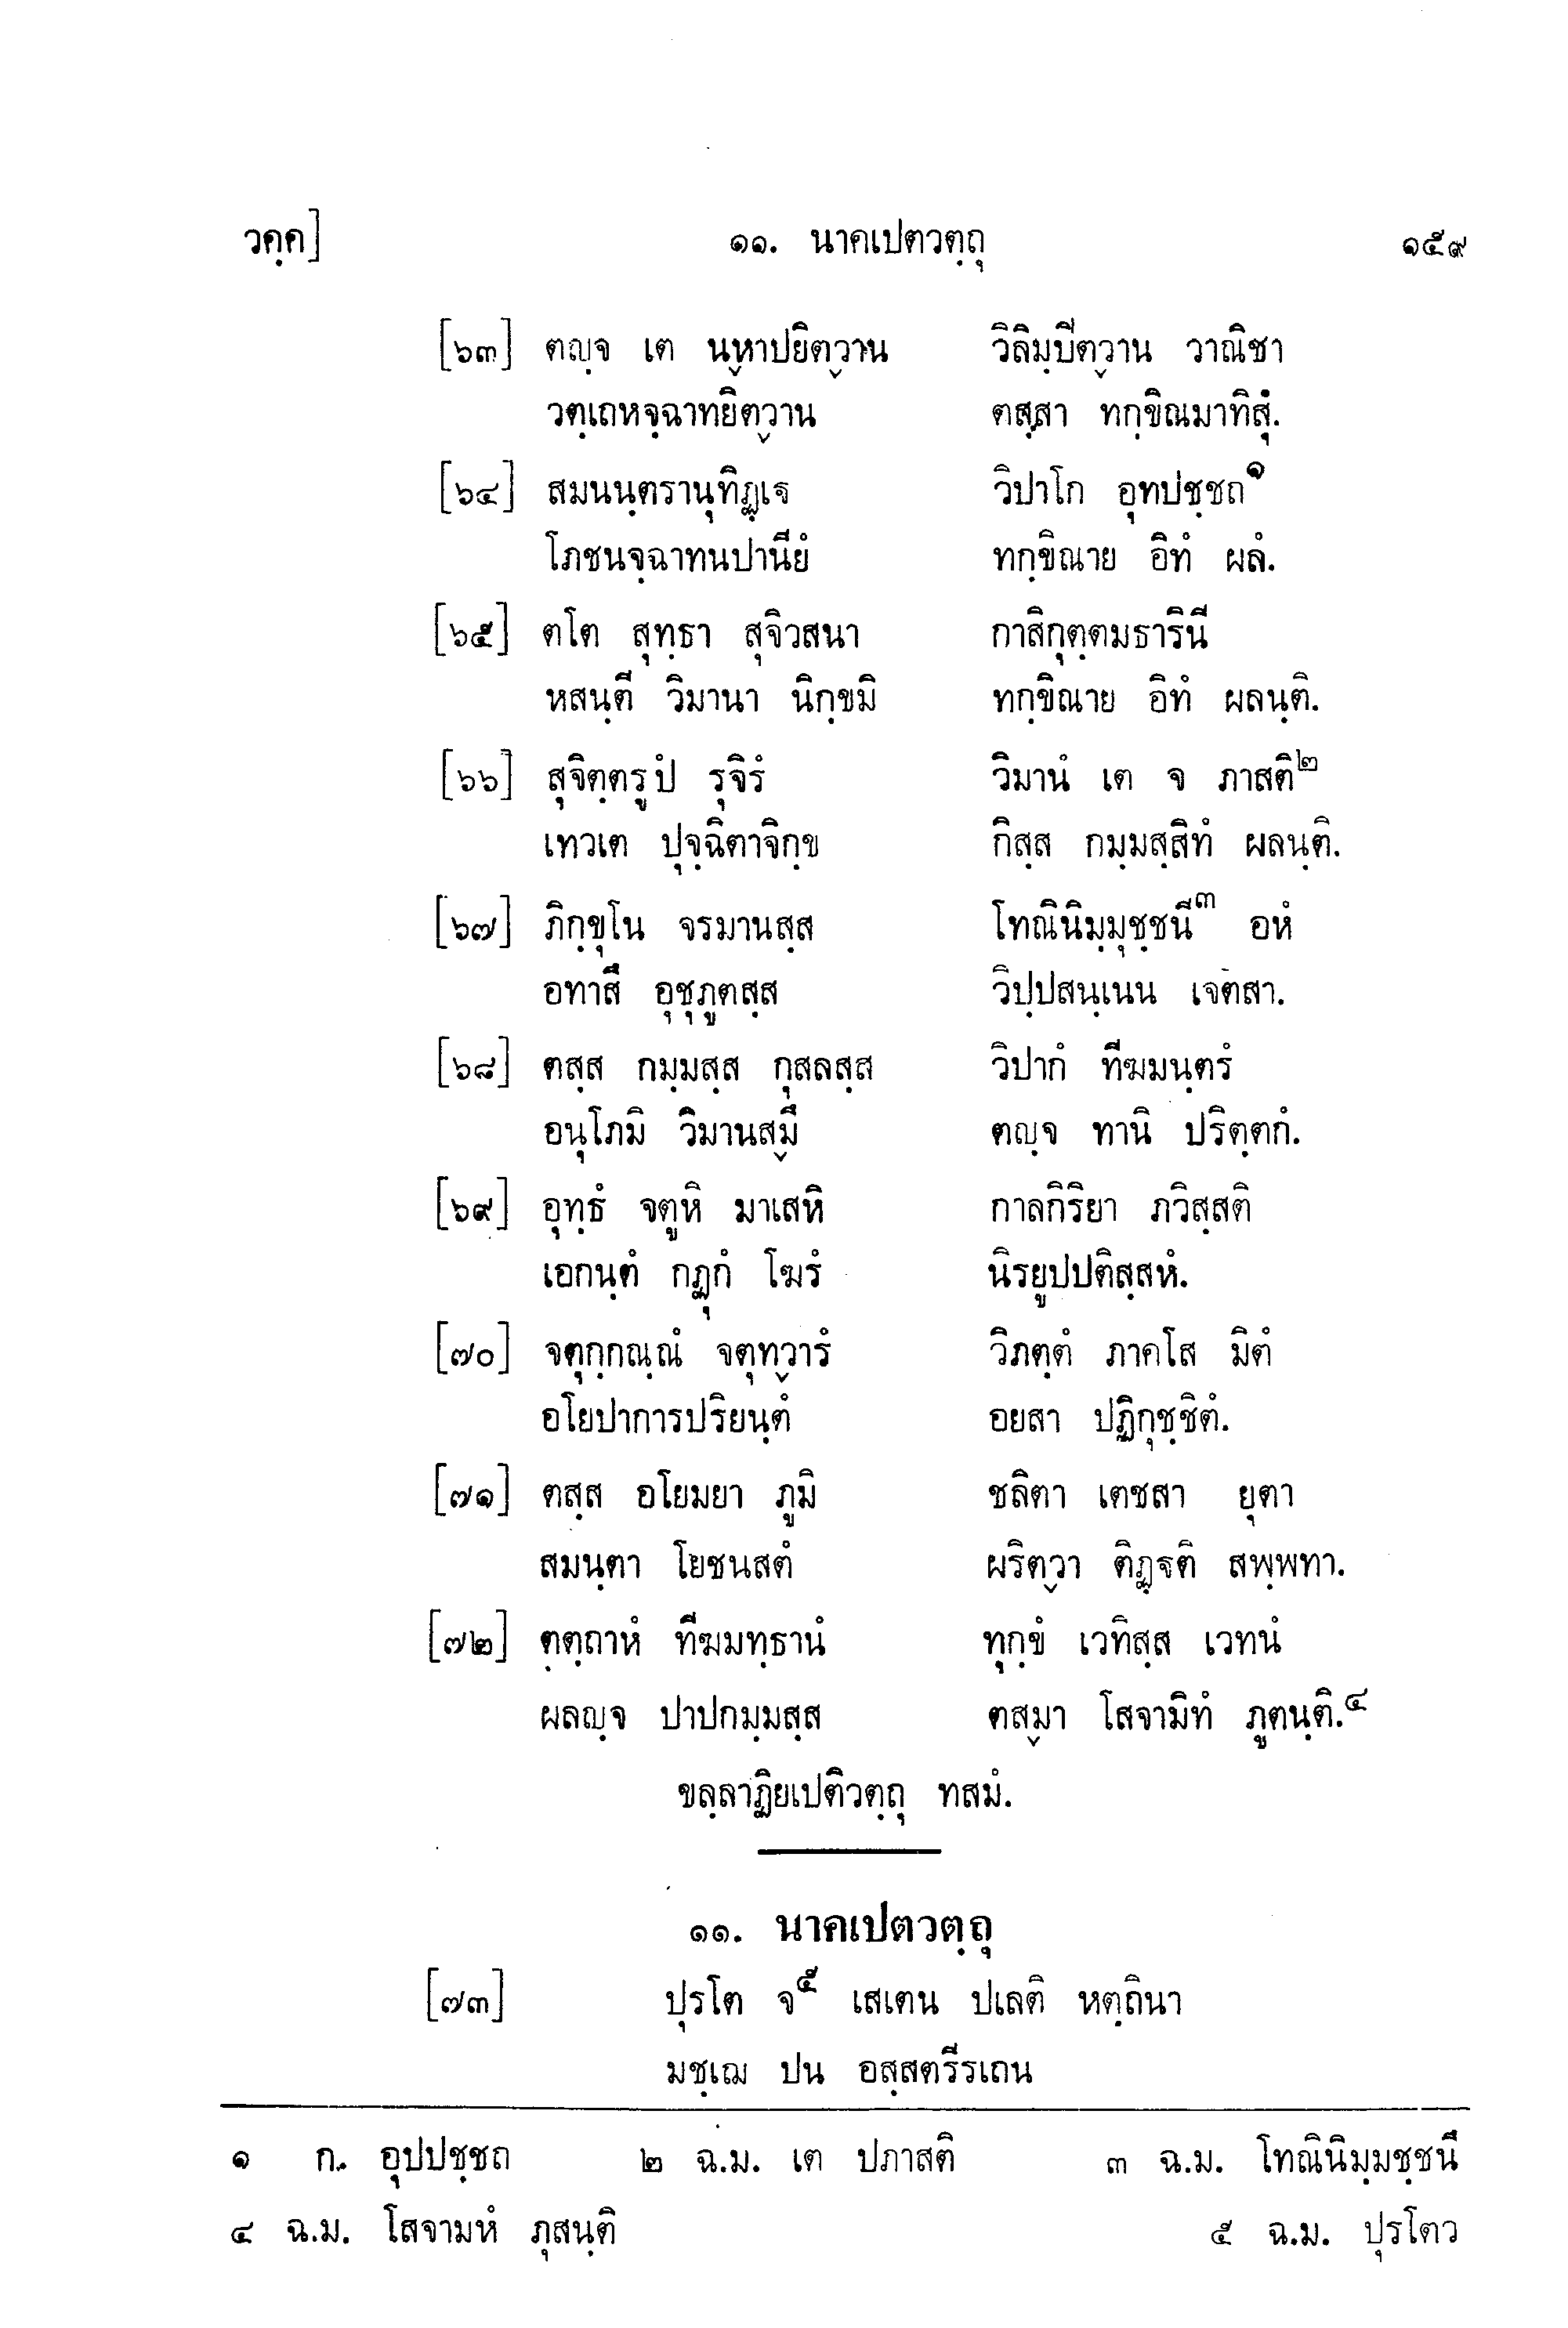 วคฺค] ๑๑. นาคเปตวตฺถุ ๑๕๙
[๖๓] ตญฺจ เต นฺหาปยิตฺวาน วิลิมฺปีตฺวาน วาณิชา
วตฺเถหจฺฉาทยิตฺวาน ตสฺสา ทกฺขิณมาทิสุํ.
[๖๔] สมนนฺตรานุทิฏฺเฐ วิปาโก อุทปชฺชถ๑
โภชนจฺฉาทนปานียํ ทกฺขิณาย อิทํ ผลํ.
[๖๕] ตโต สุทฺธา สุจิวสนา กาสิกุตฺตมธารินี
หสนฺตี วิมานา นิกฺขมิ ทกฺขิณาย อิทํ ผลนฺติ.
[๖๖] สุจิตฺตรูปํ รุจิรํ วิมานํ เต จ ภาสติ๒
เทวเต ปุจฺฉิตาจิกฺข กิสฺส กมฺมสฺสิทํ ผลนฺติ.
[๖๗] ภิกฺขุโน จรมานสฺส โทณินิมฺมุชฺชนี๓ อหํ
อทาสึ อุชุภูตสฺส วิปฺปสนฺเนน เจตสา.
[๖๘] ตสฺส กมฺมสฺส กุสลสฺส วิปากํ ทีฆมนฺตรํ
อนุโภมิ วิมานสฺมึ ตญฺจ ทานิ ปริตฺตกํ.
[๖๙] อุทฺธํ จตูหิ มาเสหิ กาลกิริยา ภวิสฺสติ
เอกนฺตํ กฏุกํ โฆรํ นิรยูปปติสฺสหํ.
[๗๐] จตุกฺกณฺณํ จตุทฺวารํ วิภตฺตํ ภาคโส มิตํ
อโยปาการปริยนฺตํ อยสา ปฏิกุชฺชิตํ.
[๗๑] ตสฺส อโยมยา ภูมิ ชลิตา เตชสา ยุตา
สมนฺตา โยชนสตํ ผริตฺวา ติฏฺฐติ สพฺพทา.
[๗๒] ตฺตฺถาหํ ทีฆมทฺธานํ ทุกฺขํ เวทิสฺส เวทนํ
ผลญฺจ ปาปกมฺมสฺส ตสฺมา โสจามิทํ ภูตนฺติ.๔
ขลฺลาฏิยเปติวตฺถุ ทสมํ.
๑๑. นาคเปตวตฺถุ
[๗๓] ปุรโต จ๕ เสเตน ปเลติ หตฺถินา
มชฺเฌ ปน อสฺสตรีรเถน
๑ ก. อุปปชฺชถ ๒ ฉ.ม. เต ปภาสติ ๓ ฉ.ม. โทณินิมฺมชฺชนึ
๔ ฉ.ม. โสจามหํ ภุสนฺติ ๕ ฉ.ม. ปุรโตว